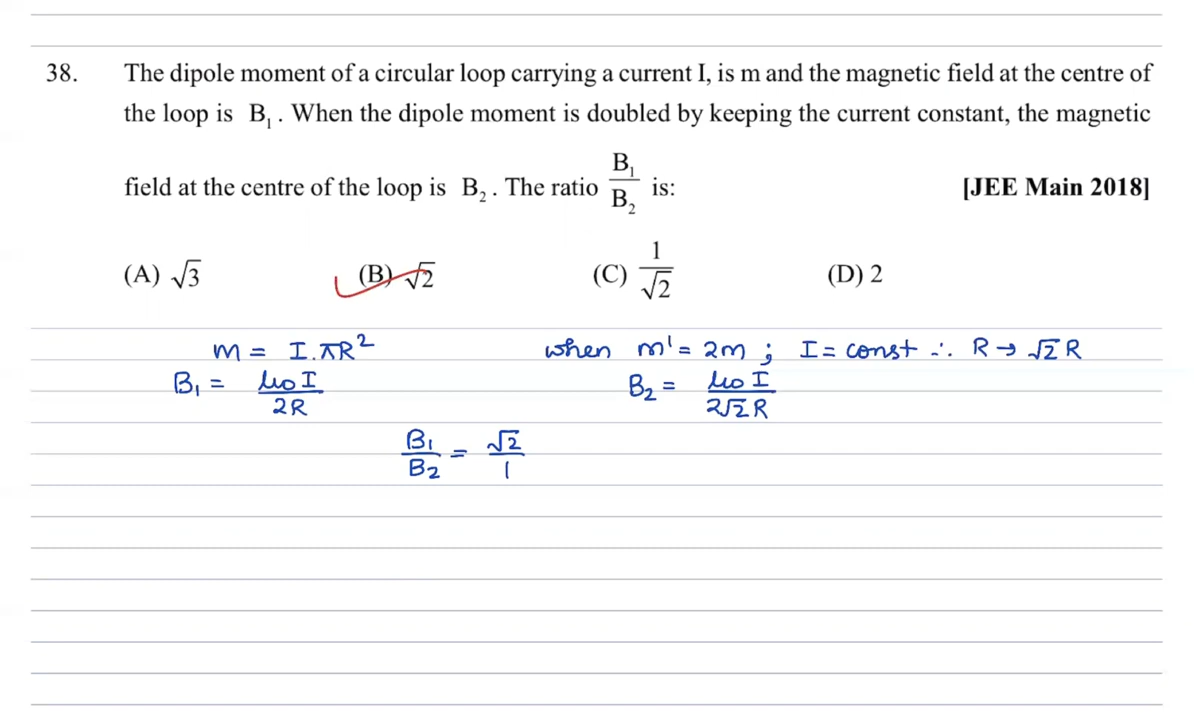 38. The dipole moment of a circular loop carrying a current I, is m and the magnetic field at the centre of
the loop is B₁. When the dipole moment is doubled by keeping the current constant, the magnetic
field at the centre of the loop is B₂. The ratio B₁/B₂ is: [JEE Main 2018]
(A) √3 (B) √2 (C) 1/√2 (D) 2
m = I.πR² when m' = 2m ; I = const ∴ R → √2 R
B₁ = μ₀I/2R B₂ = μ₀I/2√2R
B₁/B₂ = √2/1